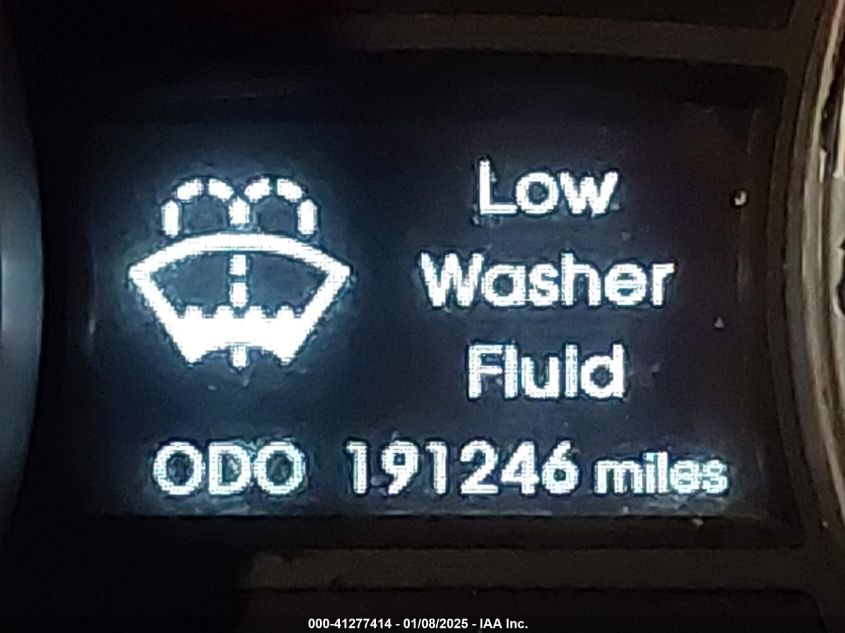 Low
Washer
Fluid
ODO 191246 miles
000-41277414 - 01/08/2025 - IAA Inc.